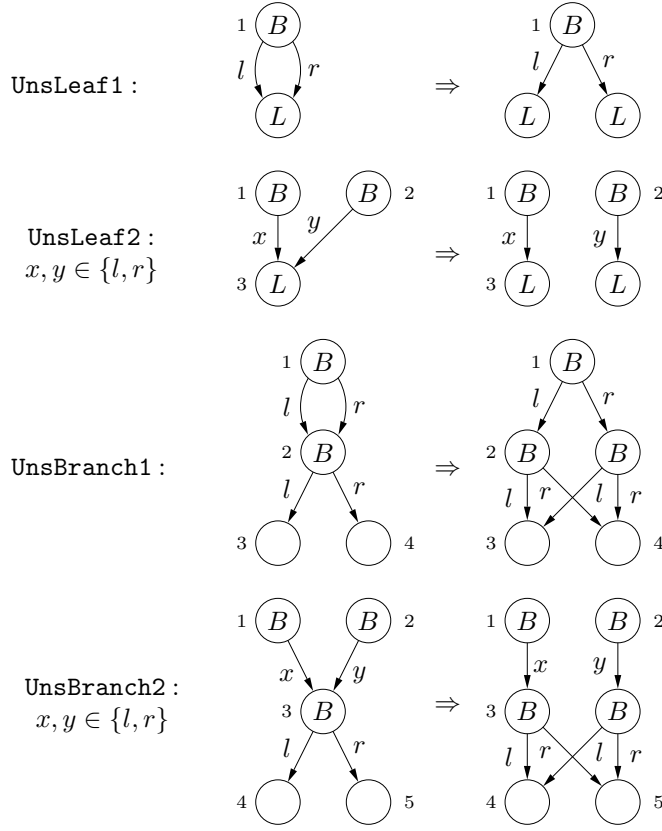 1 B 1 B
l r l r
UnsLeaf1 : ⇒
L L L
1 B B 2 1 B B 2
UnsLeaf2 : x y ⇒ x y
x, y ∈ {l, r}
3 L 3 L L
1 B 1 B
l r l r
UnsBranch1 : 2 B ⇒ 2 B B
l r l r l r
3 4 3 4
1 B B 2 1 B B 2
x y x y
UnsBranch2 : 3 B ⇒ 3 B B
x, y ∈ {l, r}
l r l r l r
4 5 4 5